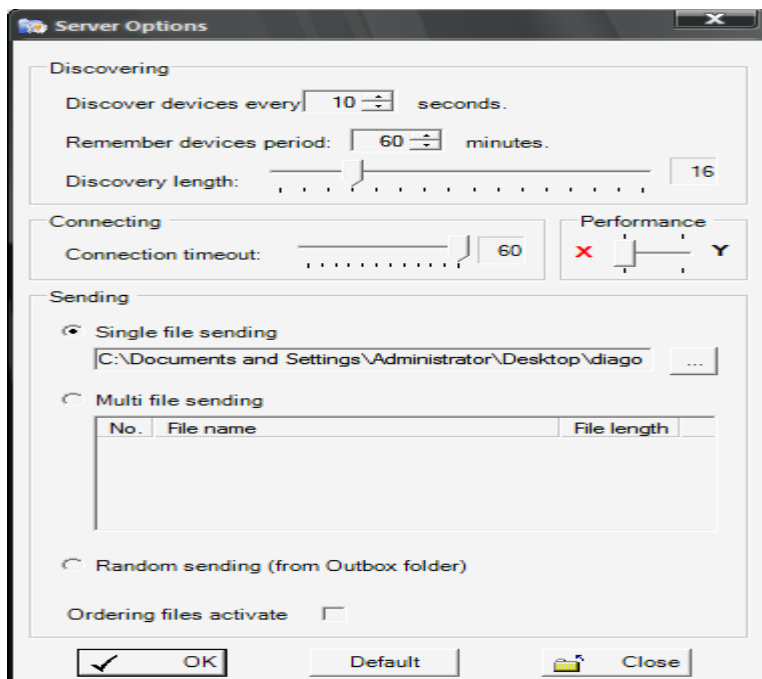 Server Options
Discovering
Discover devices every 10 seconds.
Remember devices period: 60 minutes.
Discovery length: 16
Connecting
Connection timeout: 60
Performance
X Y
Sending
Single file sending
C:\Documents and Settings\Administrator\Desktop\diago
...
Multi file sending
No. File name File length
Random sending (from Outbox folder)
Ordering files activate
OK Default Close